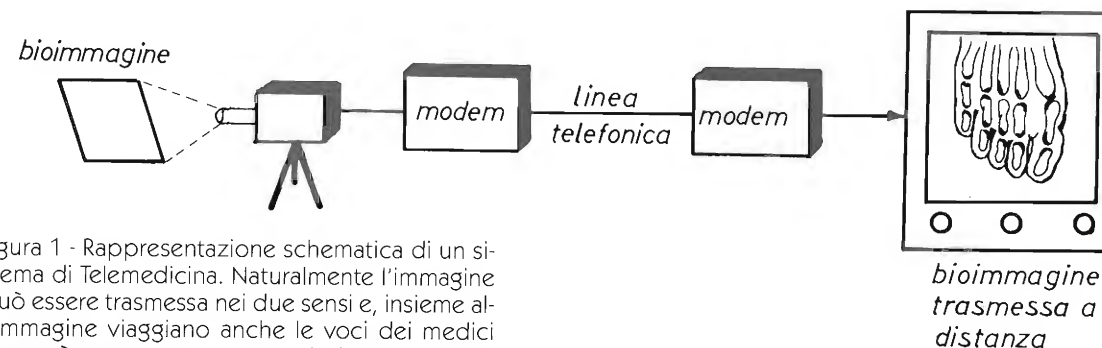 bioimmagine
modem
linea
telefonica
modem
bioimmagine
trasmessa a
distanza
gura 1 - Rappresentazione schematica di un si-
ema di Telemedicina. Naturalmente l'immagine
uò essere trasmessa nei due sensi e, insieme al-
mmagine viaggiano anche le voci dei medici